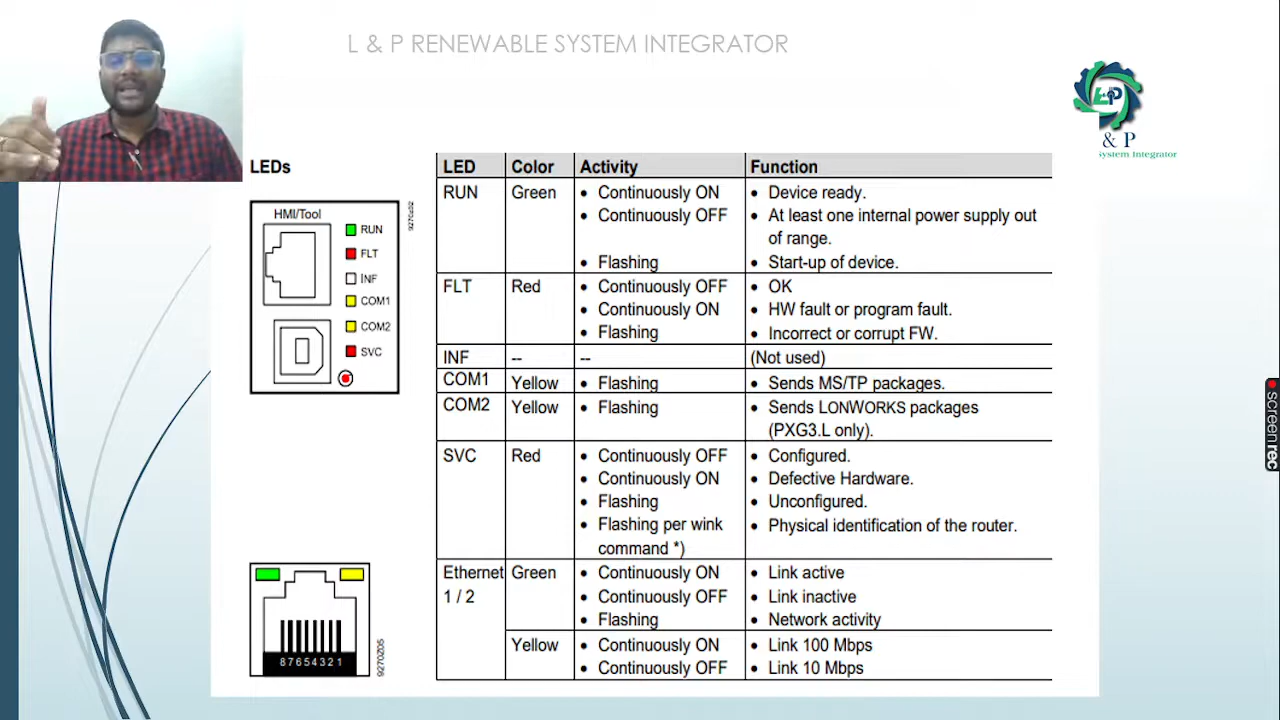 L & P RENEWABLE SYSTEM INTEGRATOR
L&P
& P
System Integrator
LEDs
HMI/Tool
RUN
FLT
INF
COM1
COM2
SVC
9270z02
LED Color Activity Function
RUN Green • Continuously ON • Device ready.
• Continuously OFF • At least one internal power supply out
of range.
• Flashing • Start-up of device.
FLT Red • Continuously OFF • OK
• Continuously ON • HW fault or program fault.
• Flashing • Incorrect or corrupt FW.
INF -- -- (Not used)
COM1 Yellow • Flashing • Sends MS/TP packages.
COM2 Yellow • Flashing • Sends LONWORKS packages
(PXG3.L only).
SVC Red • Continuously OFF • Configured.
• Continuously ON • Defective Hardware.
• Flashing • Unconfigured.
• Flashing per wink • Physical identification of the router.
command *)
Ethernet Green • Continuously ON • Link active
1 / 2 • Continuously OFF • Link inactive
• Flashing • Network activity
Yellow • Continuously ON • Link 100 Mbps
• Continuously OFF • Link 10 Mbps
87654321
9270Z05
screenrec